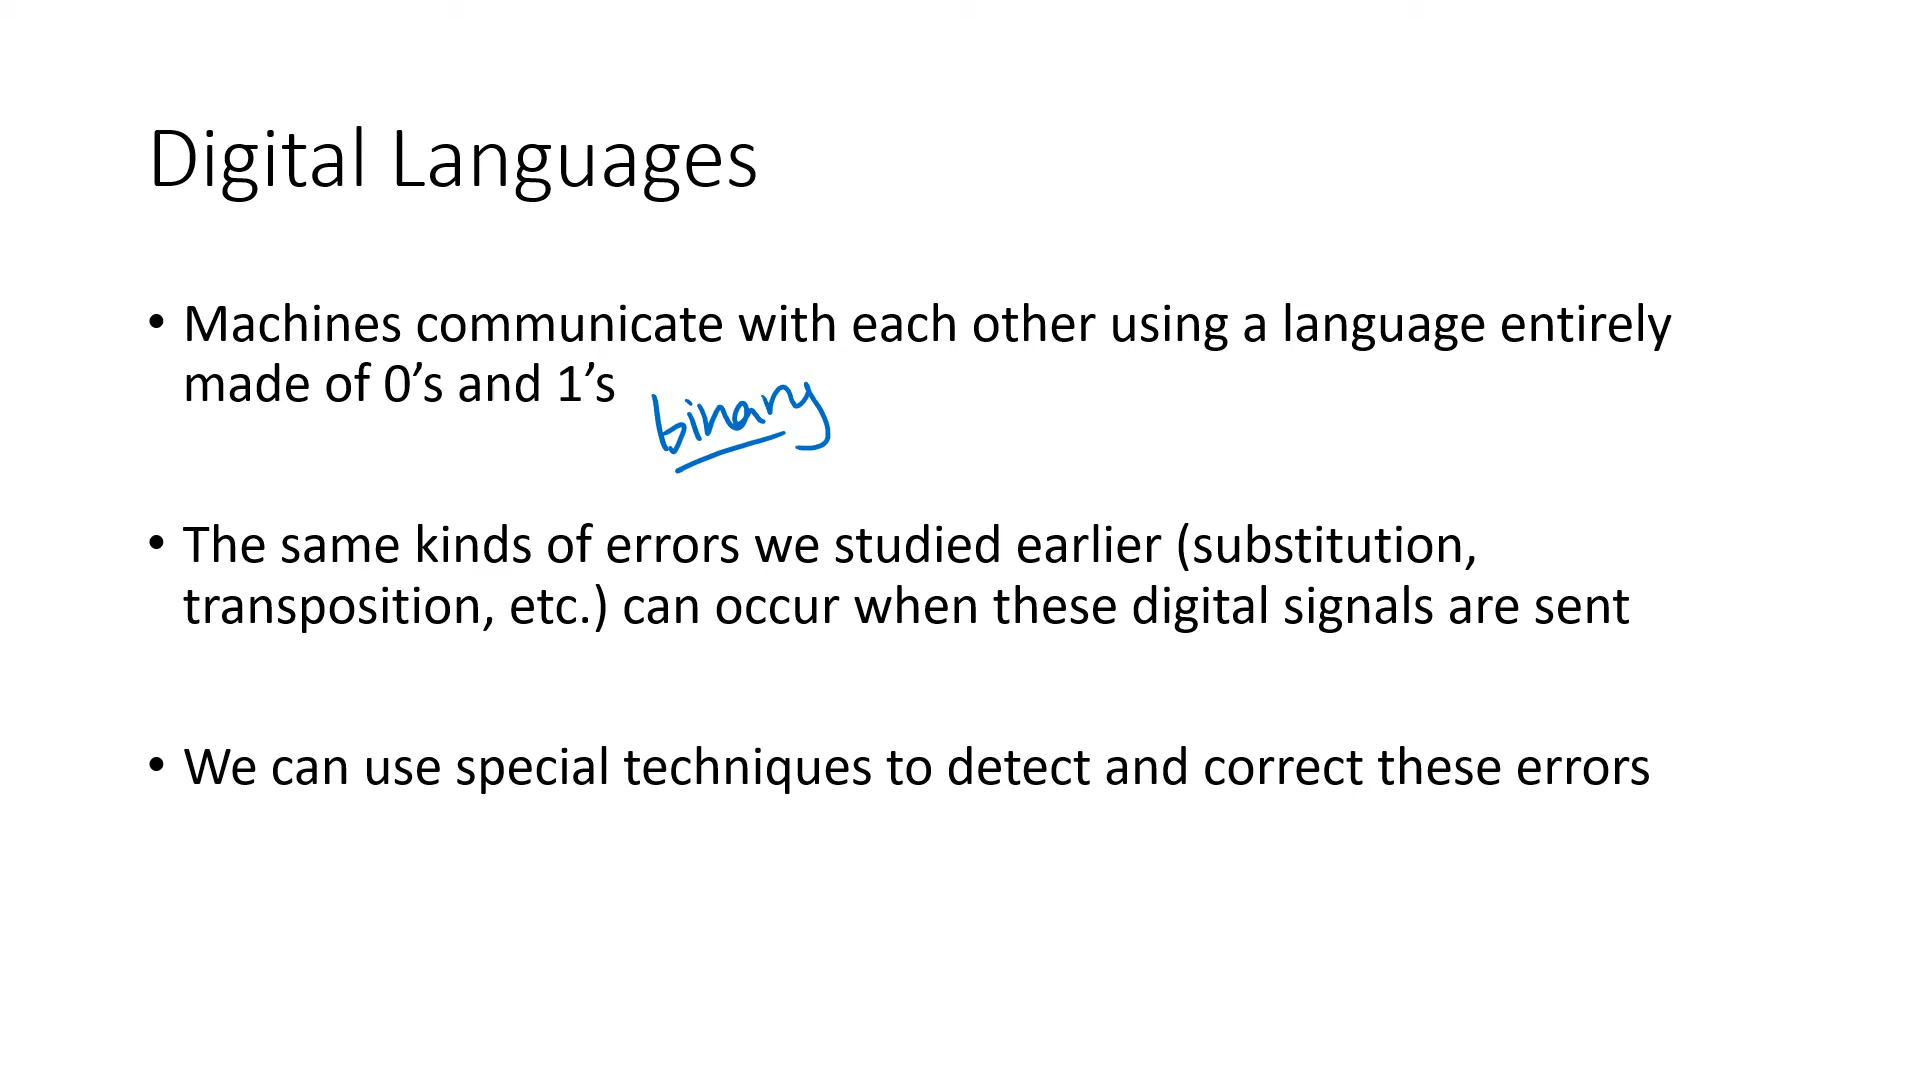 Digital Languages
• Machines communicate with each other using a language entirely
made of 0’s and 1’s
binary
• The same kinds of errors we studied earlier (substitution,
transposition, etc.) can occur when these digital signals are sent
• We can use special techniques to detect and correct these errors